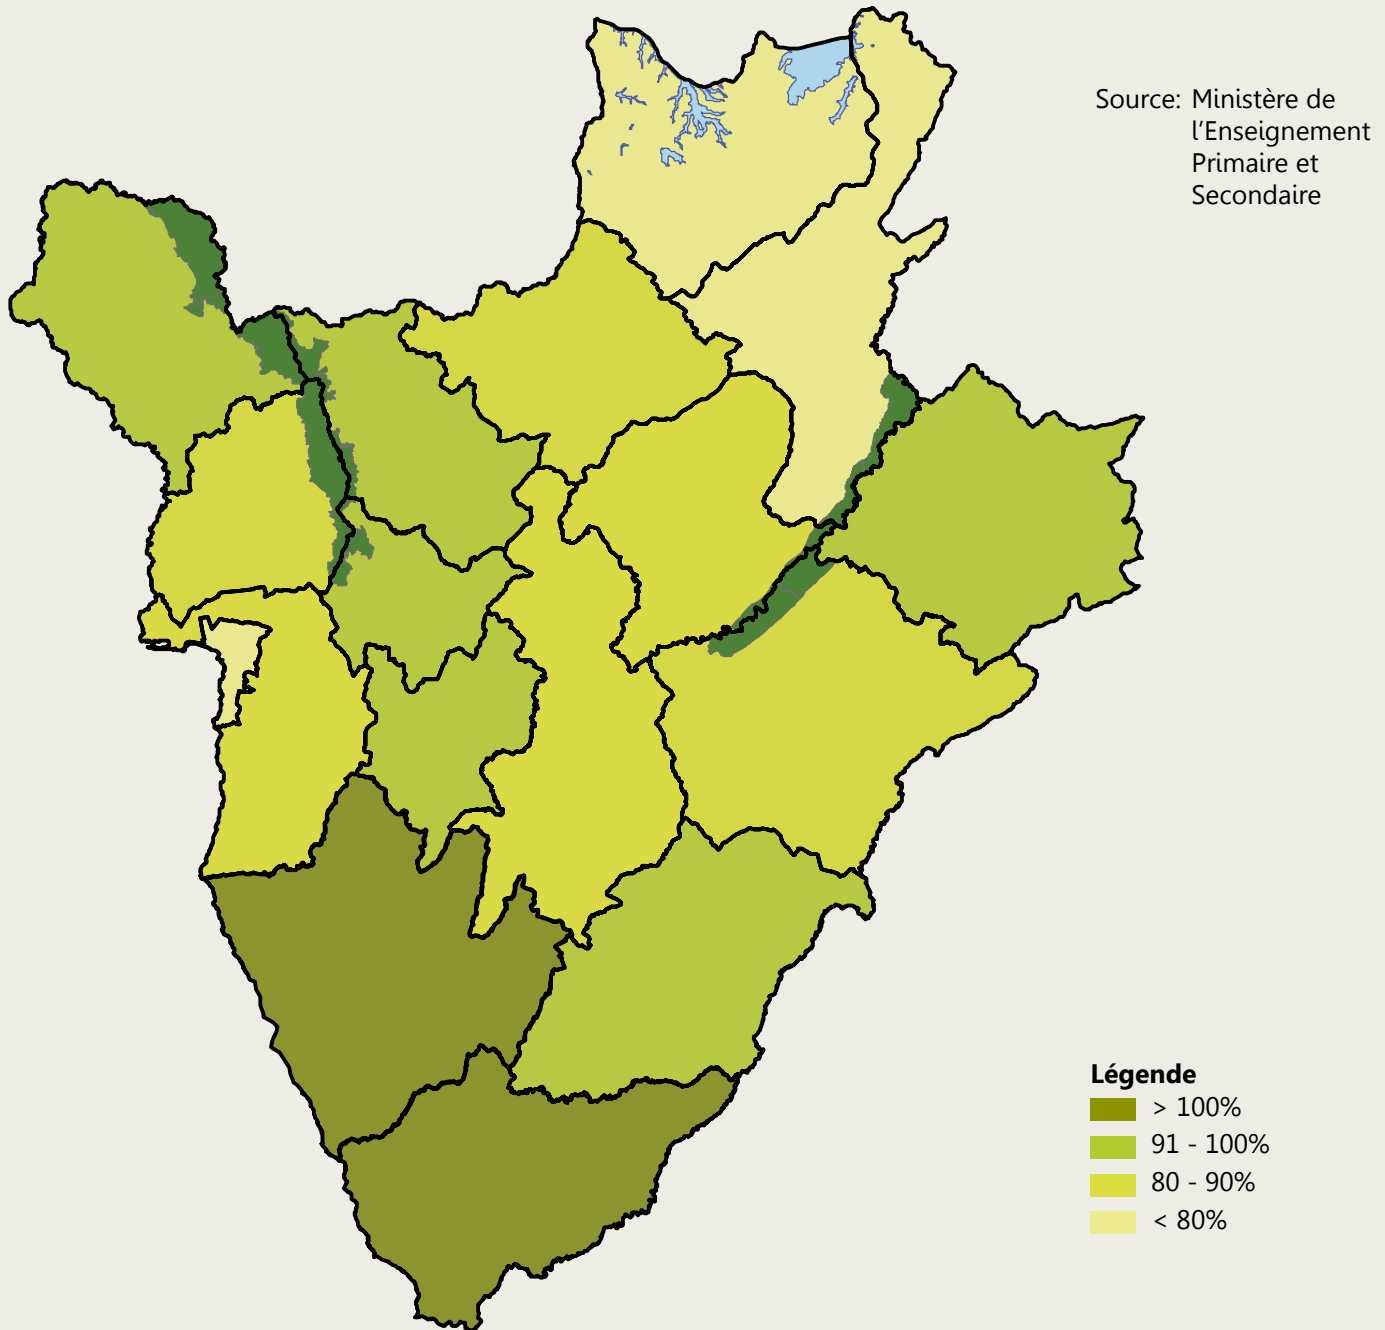 Source: Ministère de
l'Enseignement
Primaire et
Secondaire
Légende
> 100%
91 - 100%
80 - 90%
< 80%